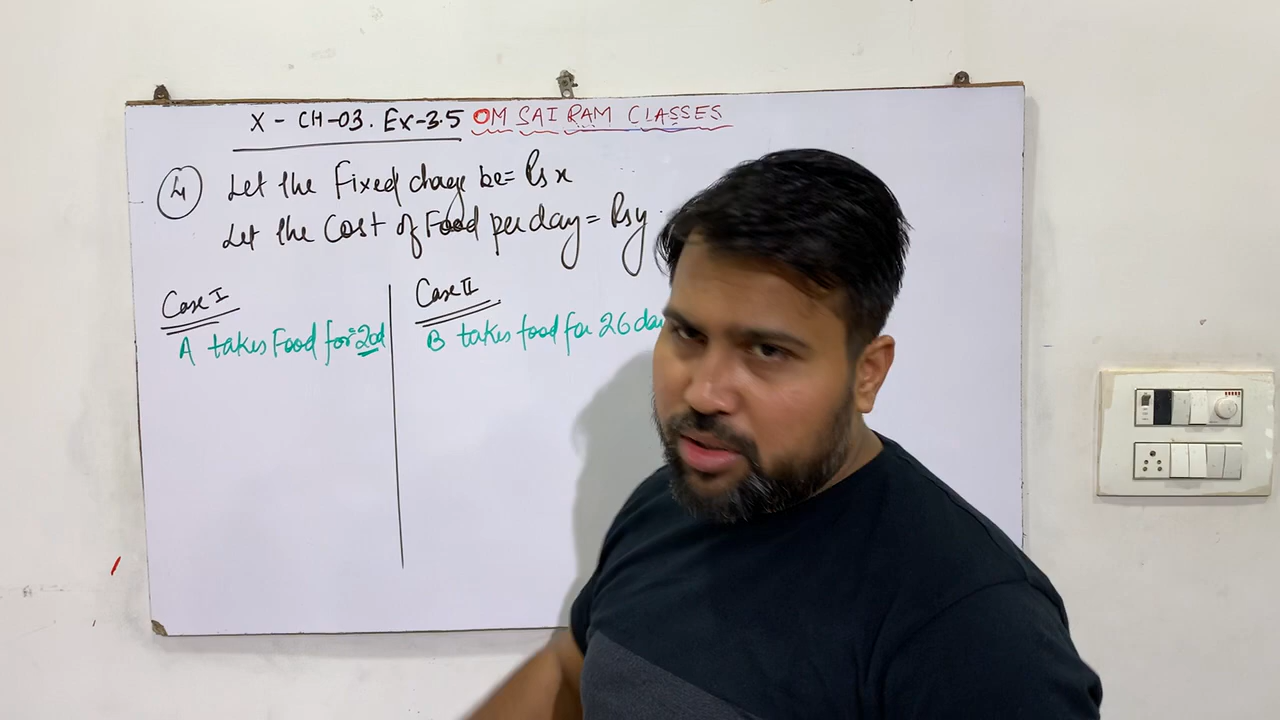 X - CH-03. Ex-3.5 OM SAI RAM CLASSES
4 Let the Fixed charge be= Rs x
Let the Cost of Food per day = Rs y.
Case I
A takes Food for 20d
Case II
B takes food for 26 day